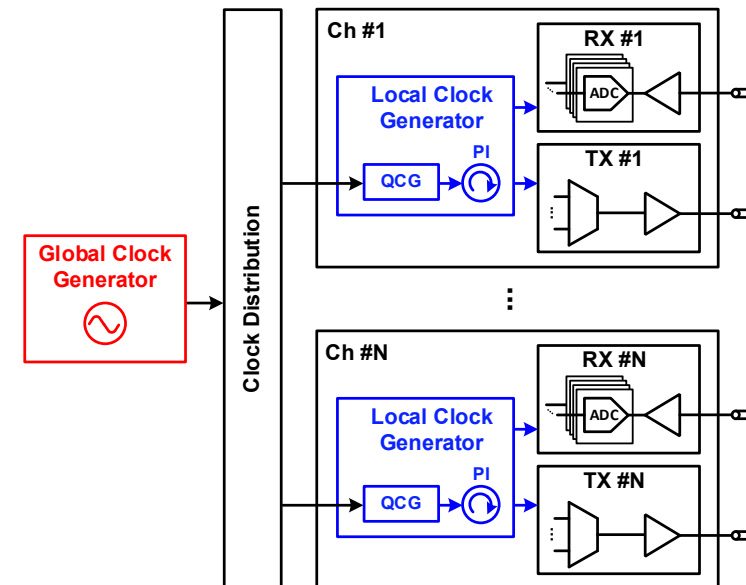 Global Clock
Generator
Clock Distribution
Ch #1
Local Clock
Generator
QCG
PI
RX #1
ADC
TX #1
Ch #N
Local Clock
Generator
QCG
PI
RX #N
ADC
TX #N